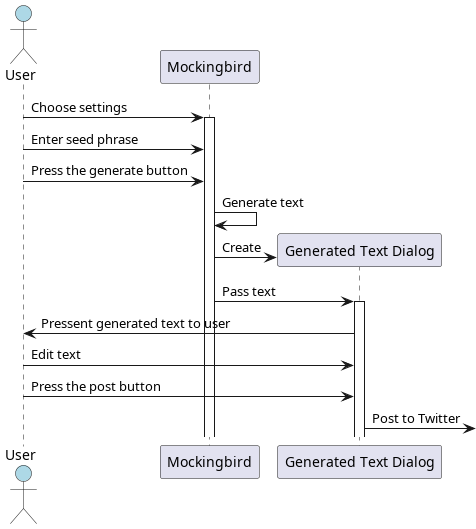 User
Mockingbird
Choose settings
Enter seed phrase
Press the generate button
Generate text
Create
Generated Text Dialog
Pass text
Pressent generated text to user
Edit text
Press the post button
Post to Twitter
User
Mockingbird
Generated Text Dialog